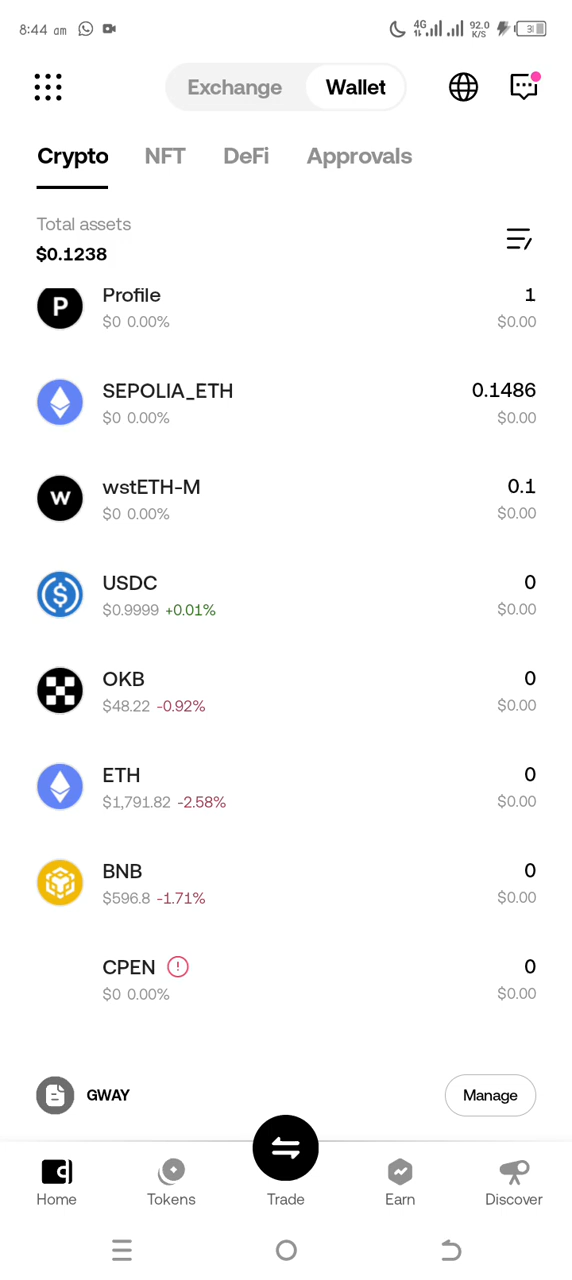 8:44 am
4G
92.0
K/S
31
Exchange
Wallet
Crypto
NFT
DeFi
Approvals
Total assets
$0.1238
P
Profile
1
$0 0.00%
$0.00
SEPOLIA_ETH
0.1486
$0 0.00%
$0.00
W
wstETH-M
0.1
$0 0.00%
$0.00
USDC
0
$0.9999 +0.01%
$0.00
OKB
0
$48.22 -0.92%
$0.00
ETH
0
$1,791.82 -2.58%
$0.00
BNB
0
$596.8 -1.71%
$0.00
CPEN
0
$0 0.00%
$0.00
GWAY
Manage
Home
Tokens
Trade
Earn
Discover